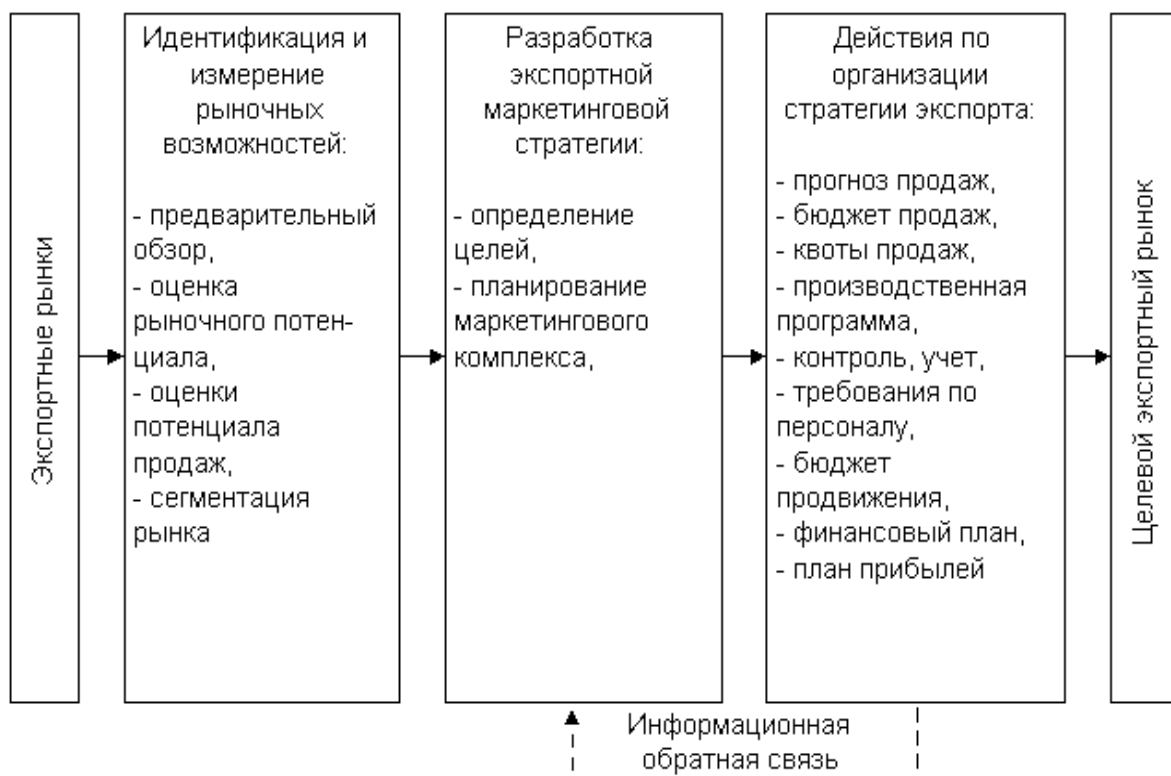 Экспортные рынки
Идентификация и
измерение
рыночных
возможностей:
- предварительный
обзор,
- оценка
рыночного потен-
циала,
- оценки
потенциала
продаж,
- сегментация
рынка
Разработка
экспортной
маркетинговой
стратегии:
- определение
целей,
- планирование
маркетингового
комплекса,
Действия по
организации
стратегии экспорта:
- прогноз продаж,
- бюджет продаж,
- квоты продаж,
- производственная
программа,
- контроль, учет,
- требования по
персоналу,
- бюджет
продвижения,
- финансовый план,
- план прибылей
Целевой экспортный рынок
Информационная
обратная связь